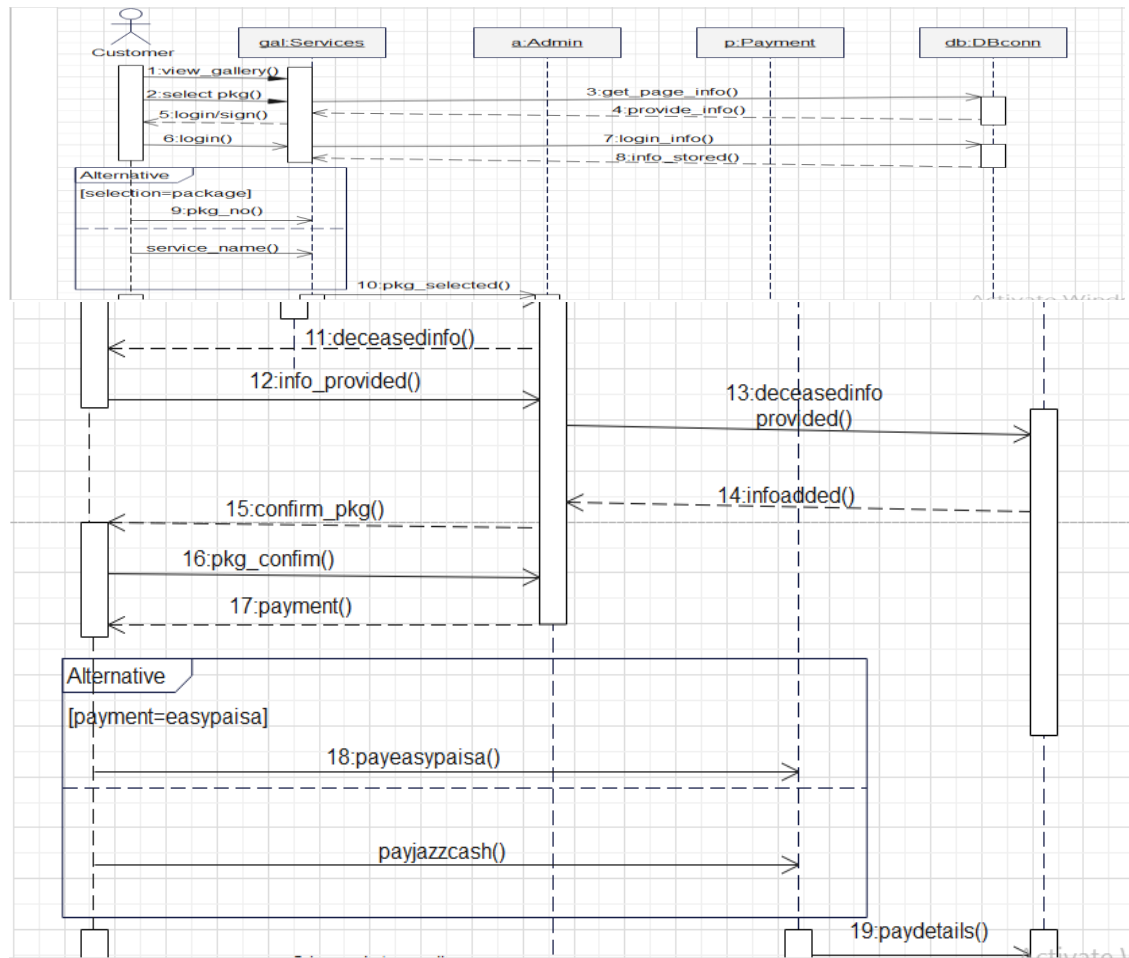 Customer
gal:Services
a:Admin
p:Payment
db:DBconn
1:view_gallery()
2:select pkg()
3:get_page_info()
4:provide_info()
5:login/sign()
6:login()
7:login_info()
8:info_stored()
Alternative
[selection=package]
9:pkg_no()
service_name()
10:pkg_selected()
11:deceasedinfo()
12:info_provided()
13:deceasedinfo
provided()
14:infoadded()
15:confirm_pkg()
16:pkg_confim()
17:payment()
Alternative
[payment=easypaisa]
18:payeasypaisa()
payjazzcash()
19:paydetails()